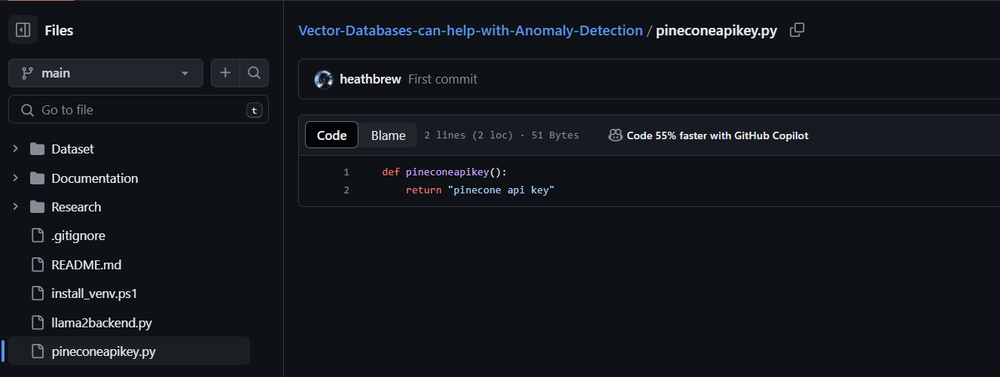 Files
main
Go to file
t
Dataset
Documentation
Research
.gitignore
README.md
install_venv.ps1
llama2backend.py
pineconeapikey.py
Vector-Databases-can-help-with-Anomaly-Detection / pineconeapikey.py
heathbrew First commit
Code Blame 2 lines (2 loc) · 51 Bytes Code 55% faster with GitHub Copilot
1 def pineconeapikey():
2 return "pinecone api key"